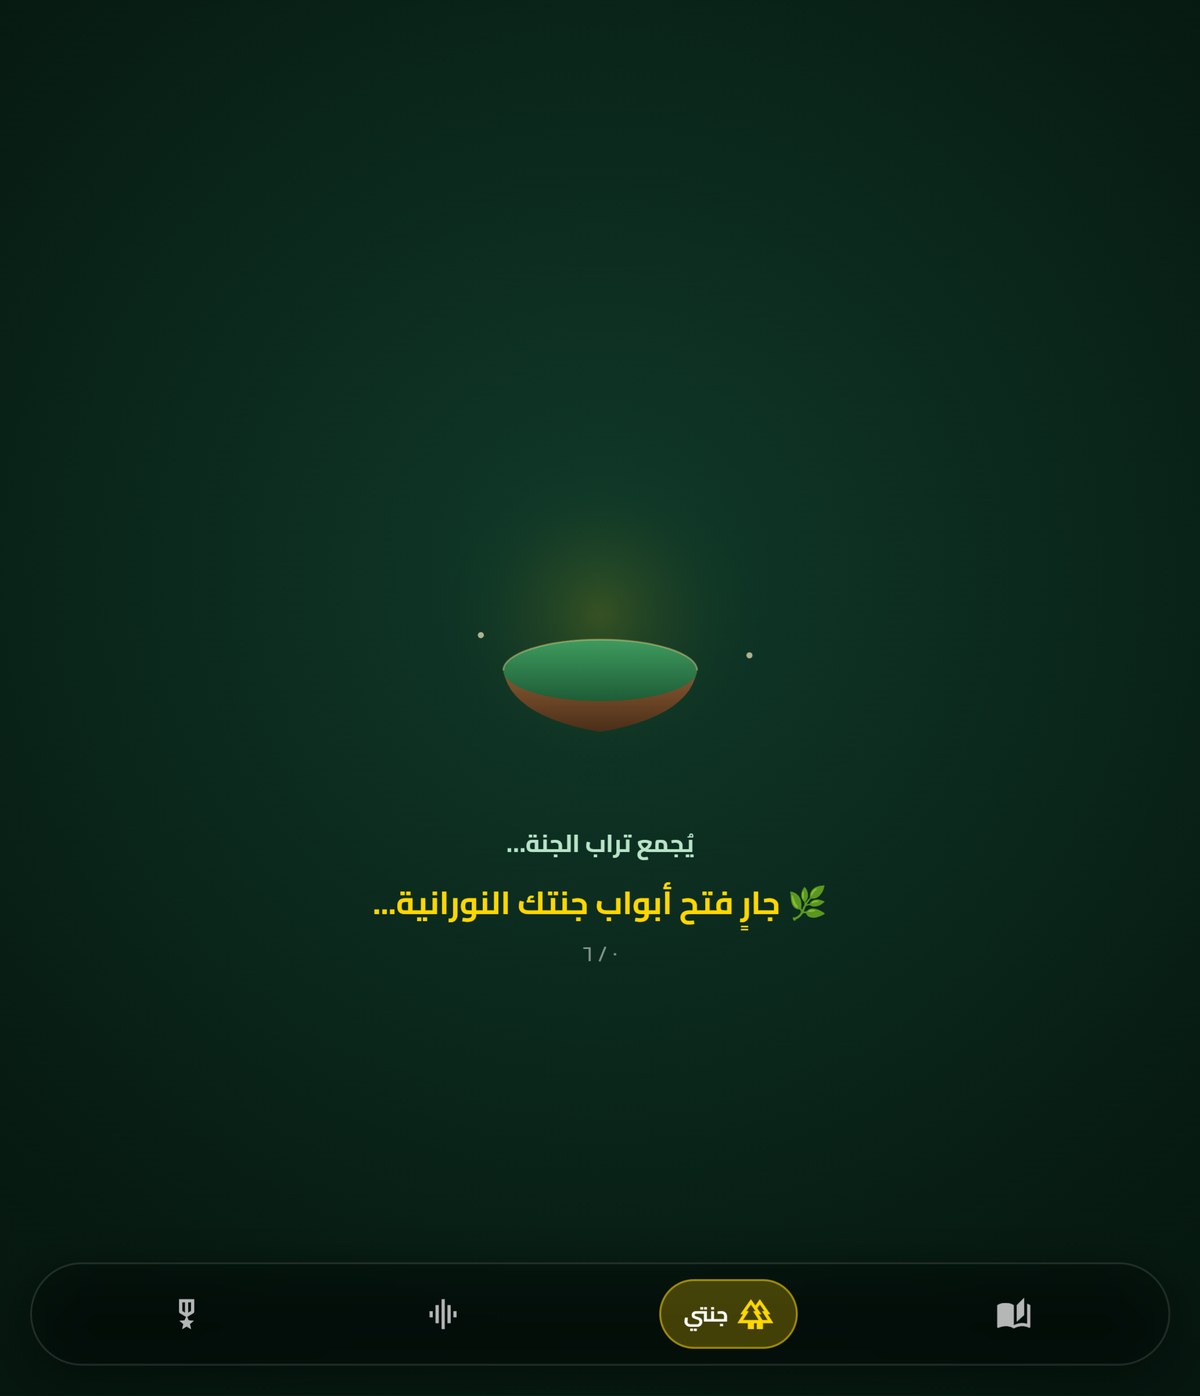 يُجمع تراب الجنة...
🌿 جارٍ فتح أبواب جنتك النورانية...
٠ / ٦
جنتي